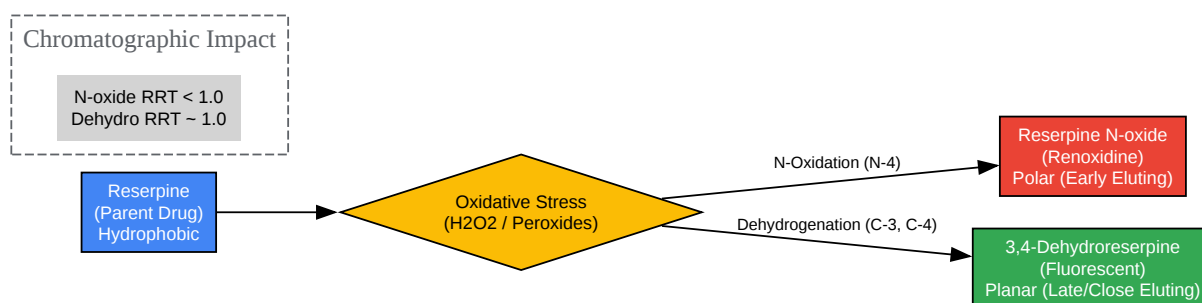 Chromatographic Impact
N-oxide RRT < 1.0
Dehydro RRT ~ 1.0
Reserpine
(Parent Drug)
Hydrophobic
Oxidative Stress
(H2O2 / Peroxides)
N-Oxidation (N-4)
Dehydrogenation (C-3, C-4)
Reserpine N-oxide
(Renoxidine)
Polar (Early Eluting)
3,4-Dehydroreserpine
(Fluorescent)
Planar (Late/Close Eluting)